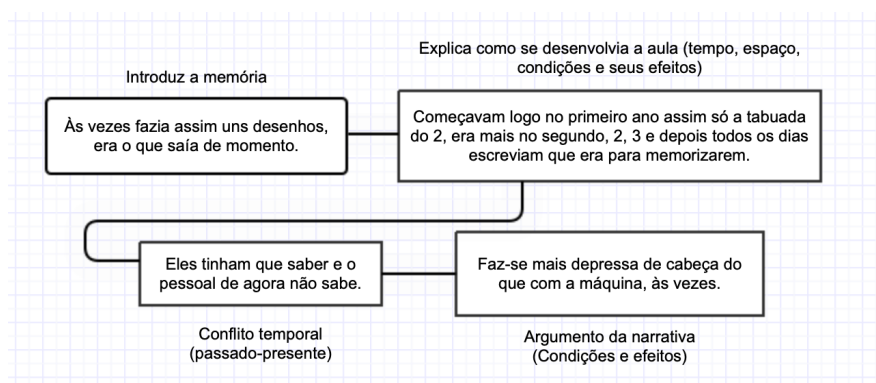 Introduz a memória
Às vezes fazia assim uns desenhos,
era o que saía de momento.
Explica como se desenvolvia a aula (tempo, espaço,
condições e seus efeitos)
Começavam logo no primeiro ano assim só a tabuada
do 2, era mais no segundo, 2, 3 e depois todos os dias
escreviam que era para memorizarem.
Eles tinham que saber e o
pessoal de agora não sabe.
Conflito temporal
(passado-presente)
Faz-se mais depressa de cabeça do
que com a máquina, às vezes.
Argumento da narrativa
(Condições e efeitos)